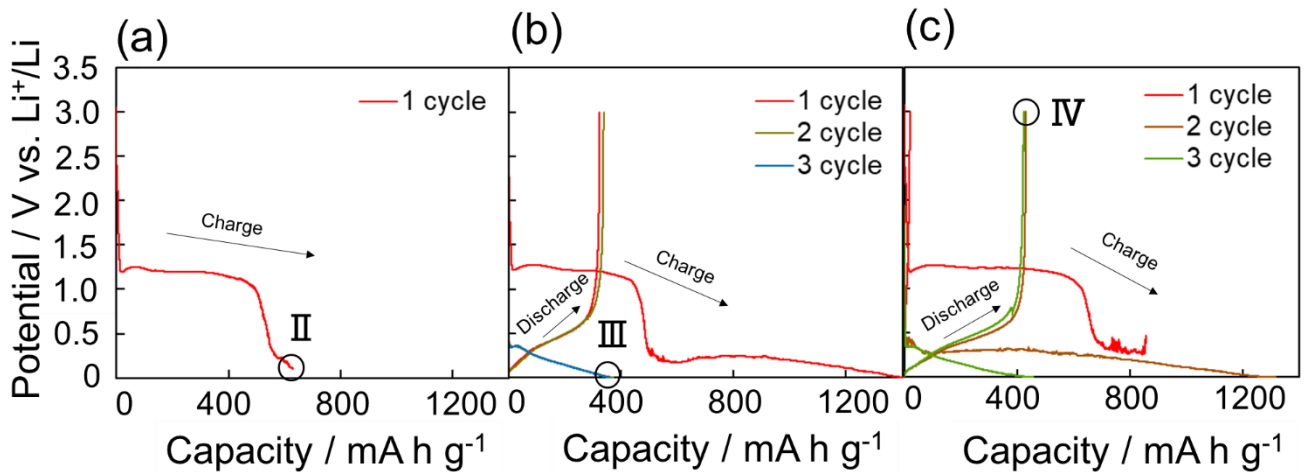 (a)
(b)
(c)
Potential / V vs. Li⁺/Li
3.5
3.0
2.5
2.0
1.5
1.0
0.5
0
1 cycle
Charge
Ⅱ
0 400 800 1200
Capacity / mA h g⁻¹
1 cycle
2 cycle
3 cycle
Charge
Discharge
Ⅲ
0 400 800 1200
Capacity / mA h g⁻¹
Ⅳ
1 cycle
2 cycle
3 cycle
Charge
Discharge
0 400 800 1200
Capacity / mA h g⁻¹